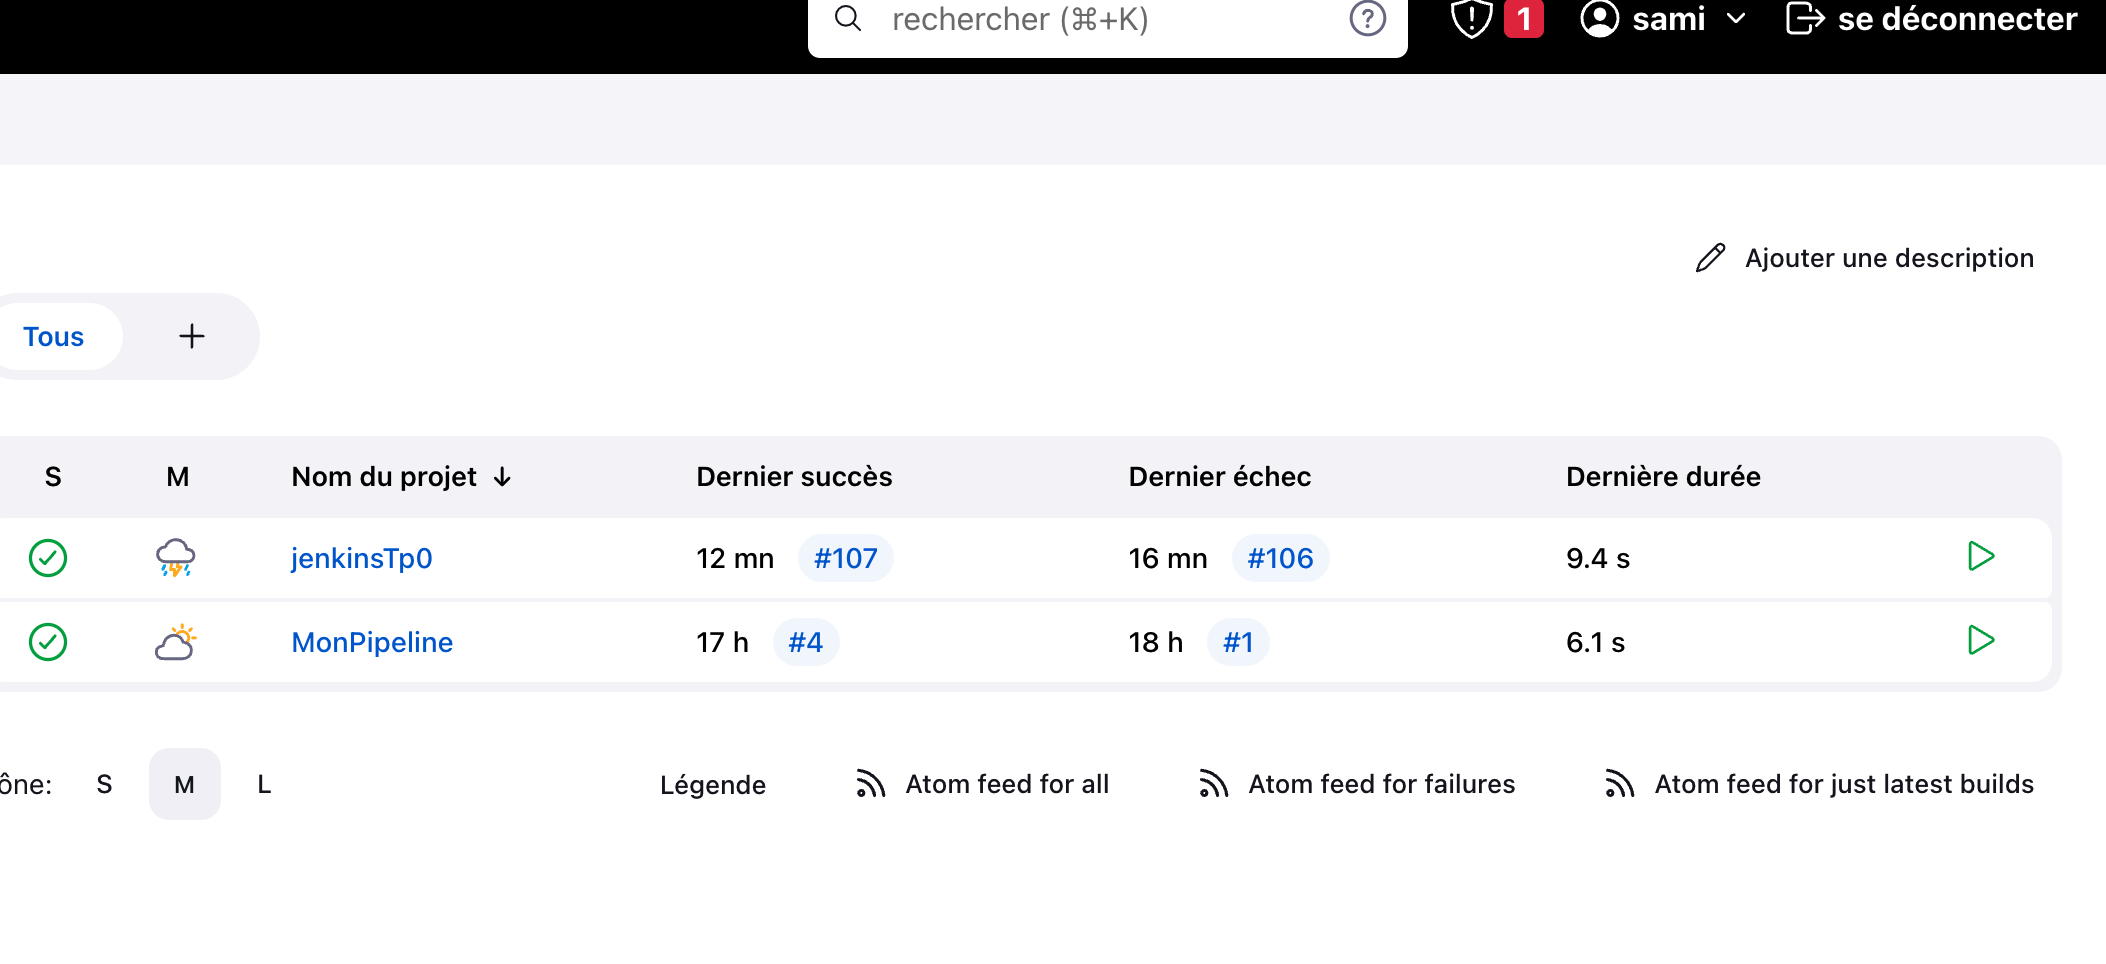 rechercher (⌘+K)
1
sami
se déconnecter
Ajouter une description
Tous
S M Nom du projet ↓ Dernier succès Dernier échec Dernière durée
jenkinsTp0 12 mn #107 16 mn #106 9.4 s
MonPipeline 17 h #4 18 h #1 6.1 s
ône: S M L Légende Atom feed for all Atom feed for failures Atom feed for just latest builds